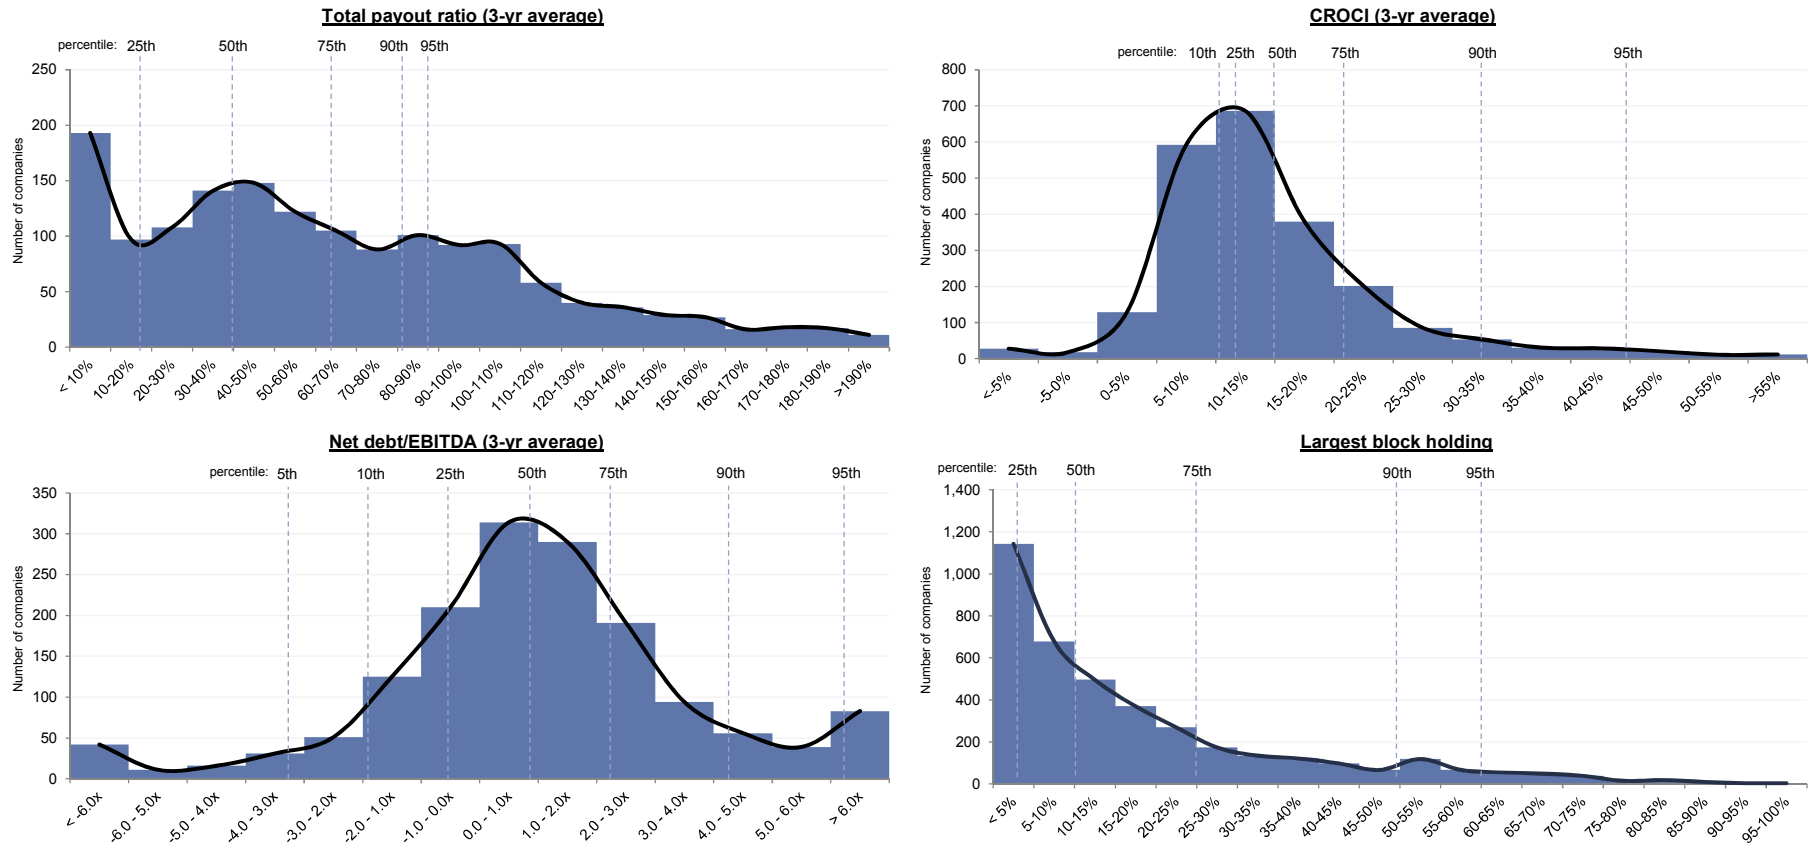 Total payout ratio (3-yr average)
percentile: 25th 50th 75th 90th 95th
Number of companies
250
200
150
100
50
0
< 10% 10-20% 20-30% 30-40% 40-50% 50-60% 60-70% 70-80% 80-90% 90-100% 100-110% 110-120% 120-130% 130-140% 140-150% 150-160% 160-170% 170-180% 180-190% >190%
CROCI (3-yr average)
percentile: 10th 25th 50th 75th 90th 95th
Number of companies
800
700
600
500
400
300
200
100
0
<-5% -5-0% 0-5% 5-10% 10-15% 15-20% 20-25% 25-30% 30-35% 35-40% 40-45% 45-50% 50-55% >55%
Net debt/EBITDA (3-yr average)
percentile: 5th 10th 25th 50th 75th 90th 95th
Number of companies
350
300
250
200
150
100
50
0
< -6.0x -6.0 - 5.0x -5.0 - 4.0x -4.0 - 3.0x -3.0 - 2.0x -2.0 - 1.0x -1.0 - 0.0x 0.0 - 1.0x 1.0 - 2.0x 2.0 - 3.0x 3.0 - 4.0x 4.0 - 5.0x 5.0 - 6.0x > 6.0x
Largest block holding
percentile: 25th 50th 75th 90th 95th
Number of companies
1,400
1,200
1,000
800
600
400
200
0
< 5% 5-10% 10-15% 15-20% 20-25% 25-30% 30-35% 35-40% 40-45% 45-50% 50-55% 55-60% 60-65% 65-70% 70-75% 75-80% 80-85% 85-90% 90-95% 95-100%